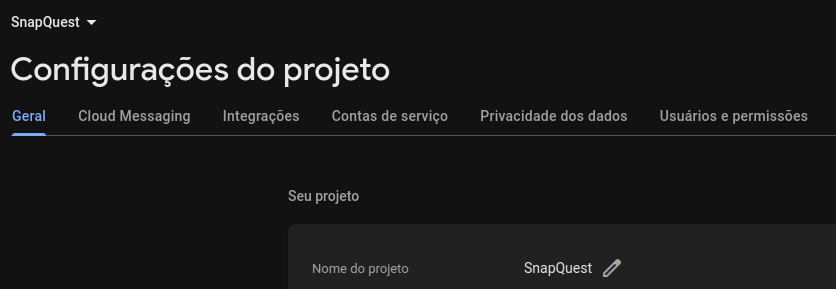 SnapQuest
Configurações do projeto
Geral Cloud Messaging Integrações Contas de serviço Privacidade dos dados Usuários e permissões
Seu projeto
Nome do projeto SnapQuest